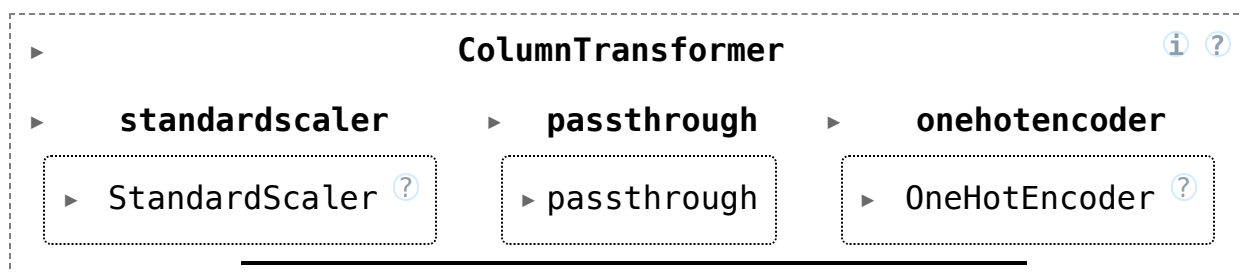 ColumnTransformer i ?
standardscaler passthrough onehotencoder
StandardScaler ? passthrough OneHotEncoder ?